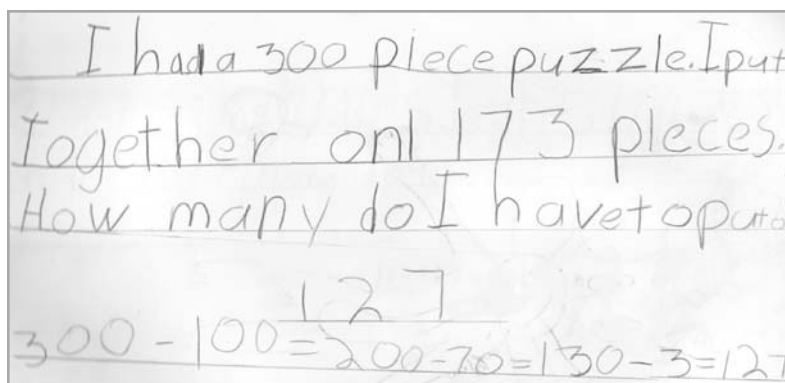 I had a 300 piece puzzle. I put
together onl 173 pieces.
How many do I have to put o
127
300 - 100 = 200 - 70 = 130 - 3 = 127